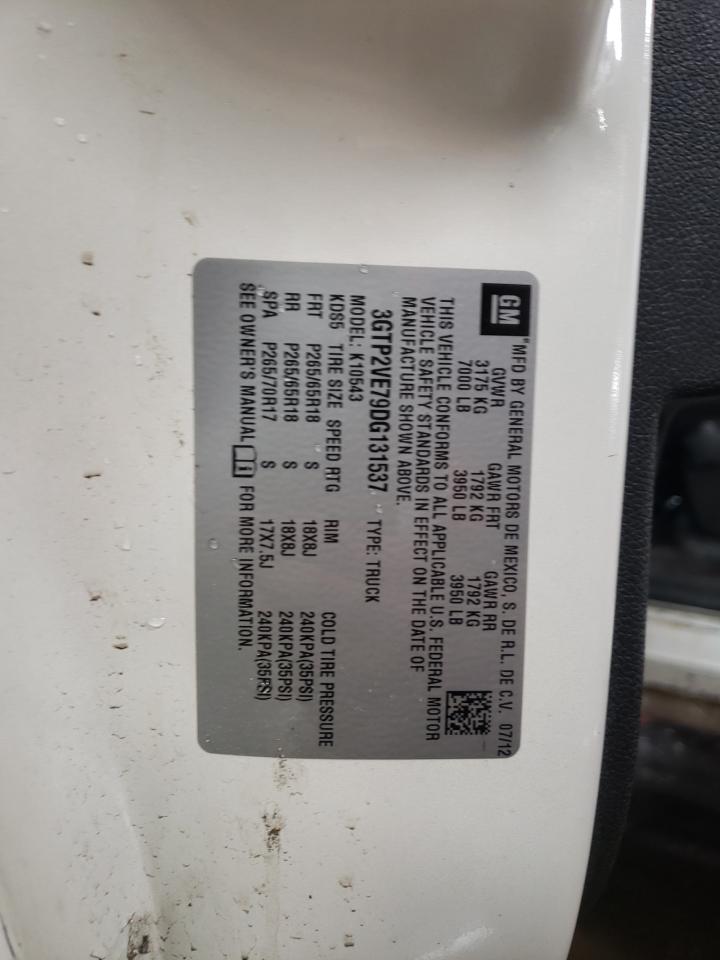 GM
"MFD BY GENERAL MOTORS DE MEXICO, S. DE R.L. DE C.V. 07/12
GVWR GAWR FRT GAWR RR
3175 KG 1792 KG 1792 KG
7000 LB 3950 LB 3950 LB
THIS VEHICLE CONFORMS TO ALL APPLICABLE U.S. FEDERAL MOTOR
VEHICLE SAFETY STANDARDS IN EFFECT ON THE DATE OF
MANUFACTURE SHOWN ABOVE.
3GTP2VE79DG131537 TYPE: TRUCK
MODEL: K10543
KDS5 TIRE SIZE SPEED RTG RIM COLD TIRE PRESSURE
FRT P265/65R18 S 18X8J 240KPA(35PSI)
RR P265/65R18 S 18X8J 240KPA(35PSI)
SPA P265/70R17 S 17X7.5J 240KPA(35PSI)
SEE OWNER'S MANUAL FOR MORE INFORMATION.